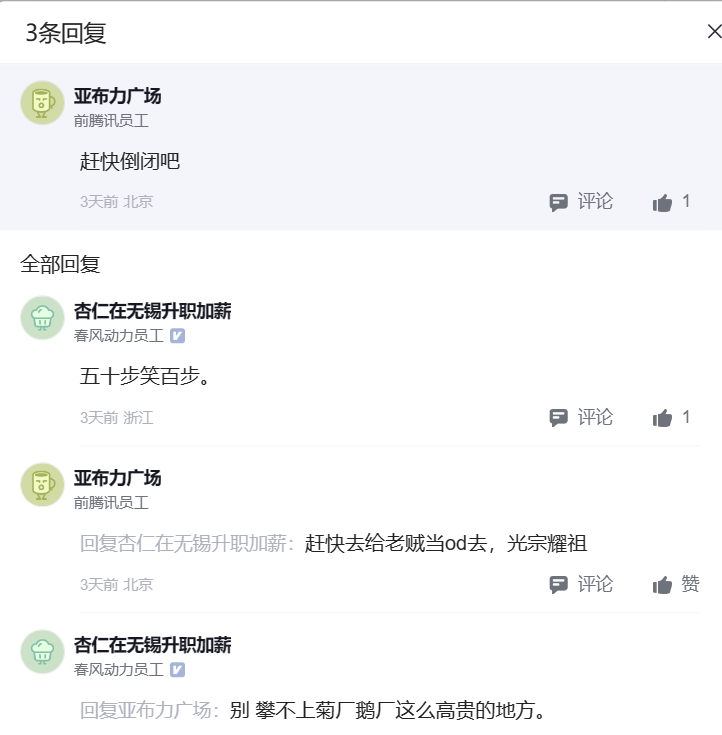 3条回复
亚布力广场
前腾讯员工
赶快倒闭吧
3天前 北京
评论 1
全部回复
杏仁在无锡升职加薪
春风动力员工
五十步笑百步。
3天前 浙江
评论 1
亚布力广场
前腾讯员工
回复杏仁在无锡升职加薪：赶快去给老贼当od去，光宗耀祖
3天前 北京
评论 赞
杏仁在无锡升职加薪
春风动力员工
回复亚布力广场：别 攀不上菊厂鹅厂这么高贵的地方。